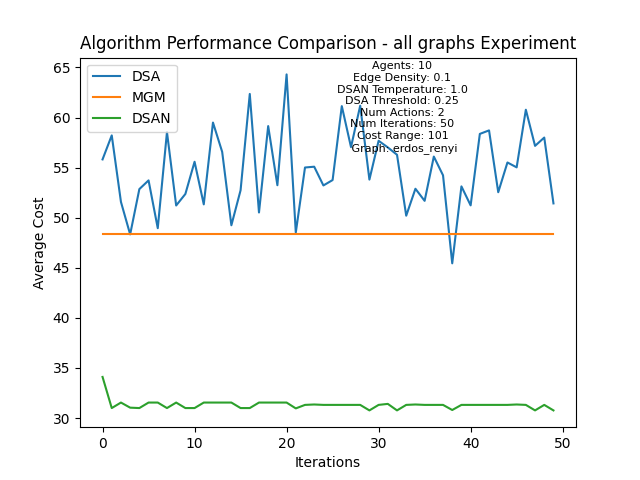 Algorithm Performance Comparison - all graphs Experiment
DSA
MGM
DSAN
Agents: 10
Edge Density: 0.1
DSAN Temperature: 1.0
DSA Threshold: 0.25
Num Actions: 2
Num Iterations: 50
Cost Range: 101
Graph: erdos_renyi
Average Cost
65
60
55
50
45
40
35
30
0 10 20 30 40 50
Iterations